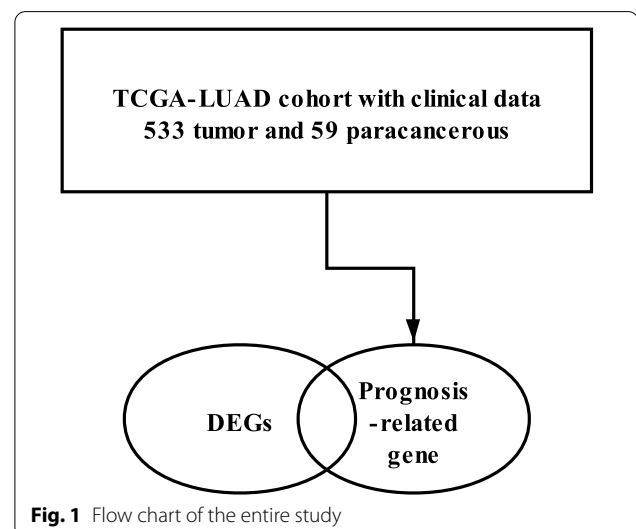 TCGA-LUAD cohort with clinical data
533 tumor and 59 paracancerous
DEGs
Prognosis
-related
gene
Fig. 1 Flow chart of the entire study